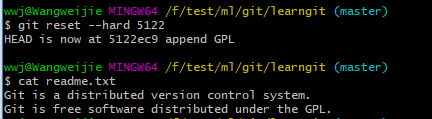 wwj@Wangweijie MINGW64 /f/test/ml/git/learngit (master)
$ git reset --hard 5122
HEAD is now at 5122ec9 append GPL
wwj@Wangweijie MINGW64 /f/test/ml/git/learngit (master)
$ cat readme.txt
Git is a distributed version control system.
Git is free software distributed under the GPL.